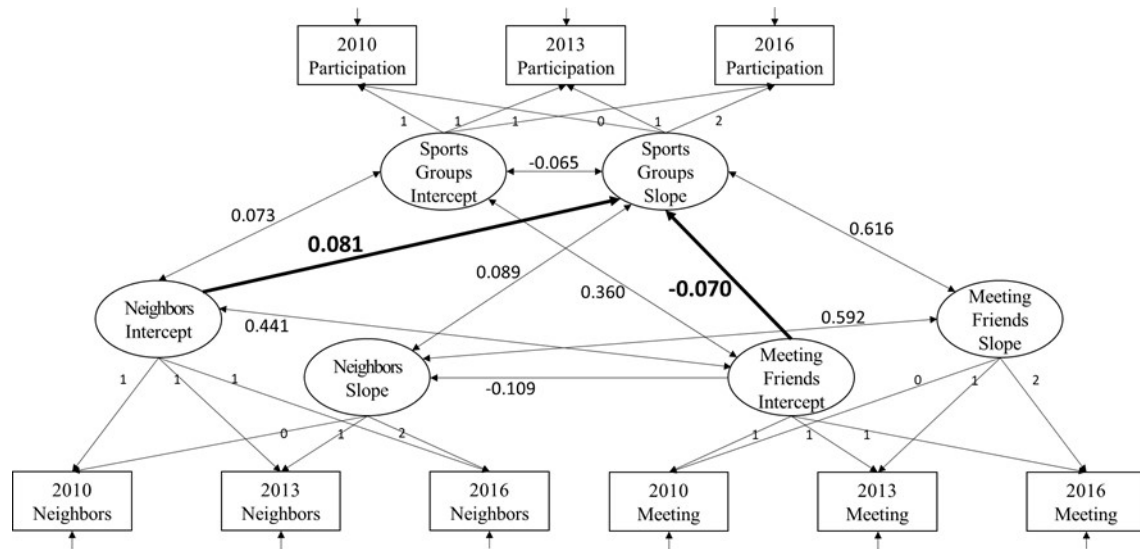 2010
Participation
2013
Participation
2016
Participation
1
1
1
0
1
2
Sports
Groups
Intercept
-0.065
Sports
Groups
Slope
0.073
0.081
0.089
0.360
-0.070
0.616
Neighbors
Intercept
0.441
0.592
Meeting
Friends
Slope
Neighbors
Slope
-0.109
Meeting
Friends
Intercept
1
1
1
0
1
2
0
1
2
1
1
1
2010
Neighbors
2013
Neighbors
2016
Neighbors
2010
Meeting
2013
Meeting
2016
Meeting